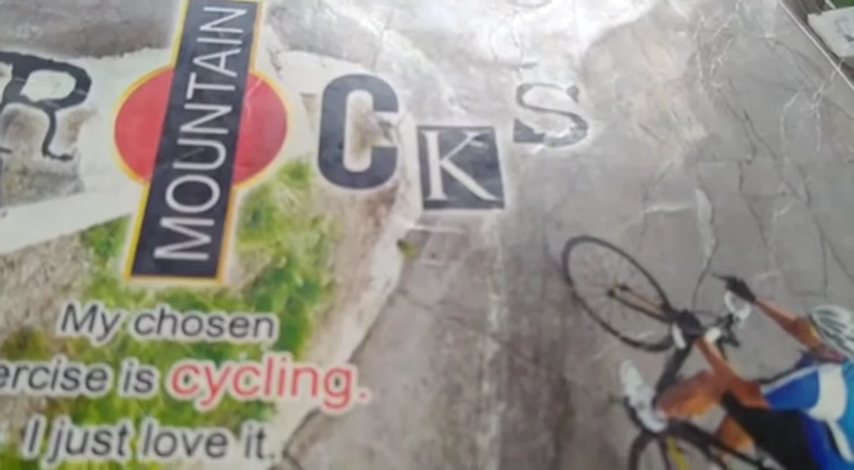 MOUNTAIN
R CKS
My chosen
ercise is cycling.
I just love it.